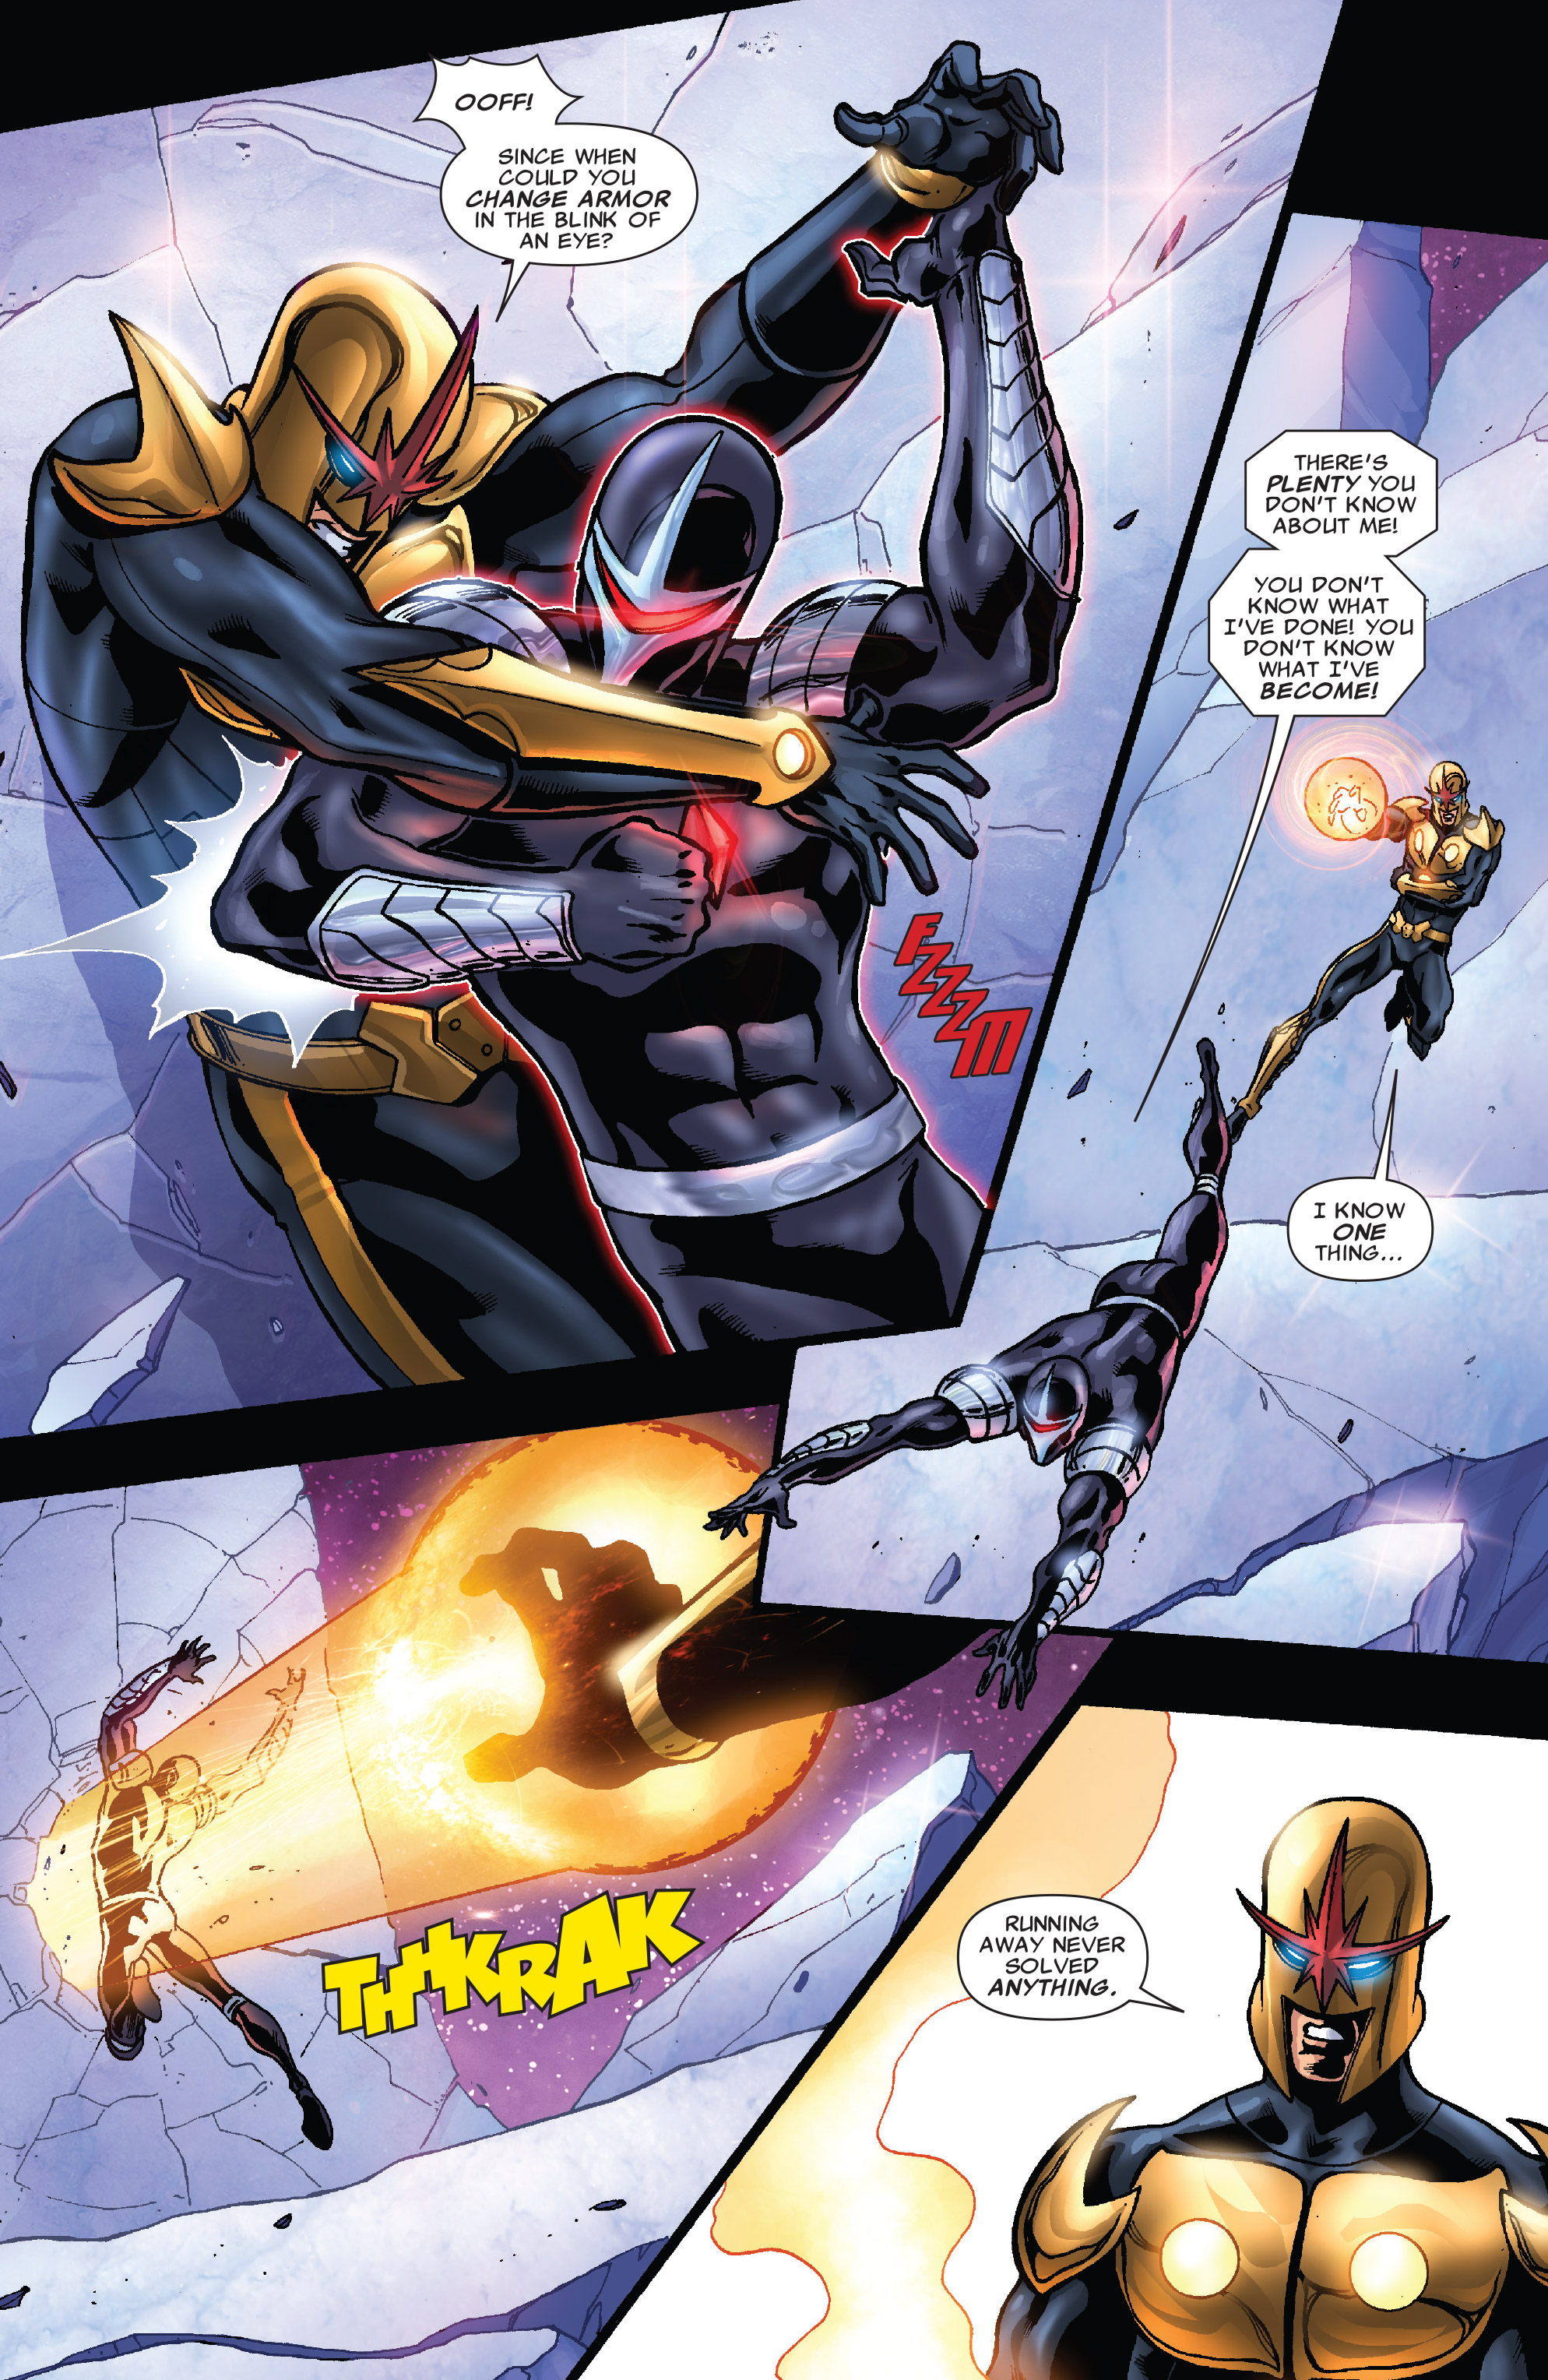 OOFF!
SINCE WHEN
COULD YOU
CHANGE ARMOR
IN THE BLINK OF
AN EYE?
FZZZM
THERE'S
PLENTY YOU
DON'T KNOW
ABOUT ME!
YOU DON'T
KNOW WHAT
I'VE DONE! YOU
DON'T KNOW
WHAT I'VE
BECOME!
I KNOW
ONE
THING...
THHKRAK
RUNNING
AWAY NEVER
SOLVED
ANYTHING.